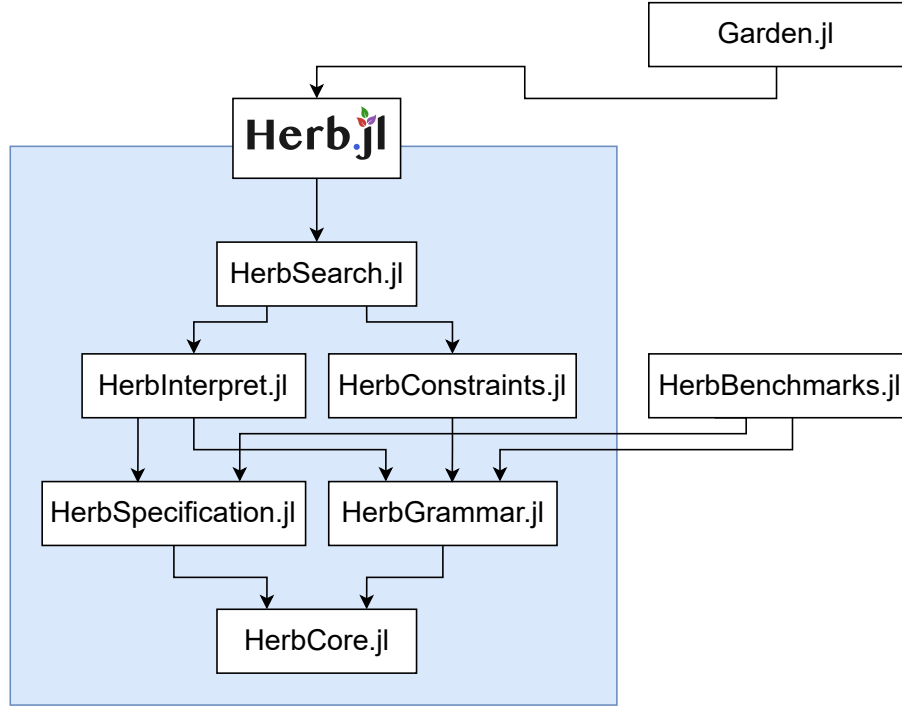 Garden.jl
Herb.jl
HerbSearch.jl
HerbInterpret.jl
HerbConstraints.jl
HerbBenchmarks.jl
HerbSpecification.jl
HerbGrammar.jl
HerbCore.jl